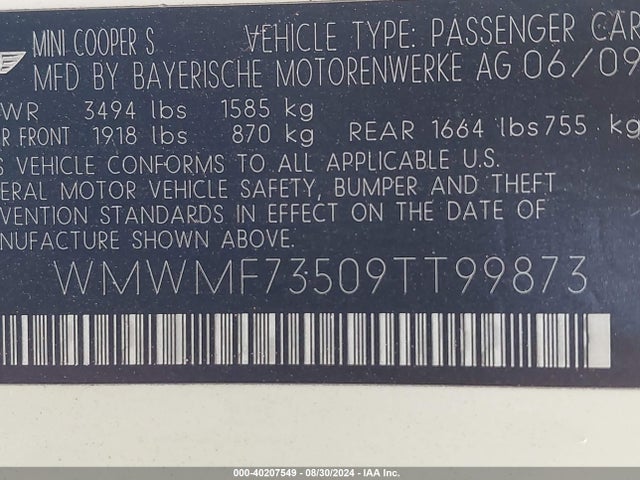 MINI COOPER S VEHICLE TYPE: PASSENGER CAR
MFD BY BAYERISCHE MOTORENWERKE AG 06/09
WR 3494 lbs 1585 kg
R FRONT 1918 lbs 870 kg REAR 1664 lbs 755 kg
S VEHICLE CONFORMS TO ALL APPLICABLE U.S.
ERAL MOTOR VEHICLE SAFETY, BUMPER AND THEFT
VENTION STANDARDS IN EFFECT ON THE DATE OF
NUFACTURE SHOWN ABOVE.
WMWMF73509TT99873
000-40207549 - 08/30/2024 - IAA Inc.